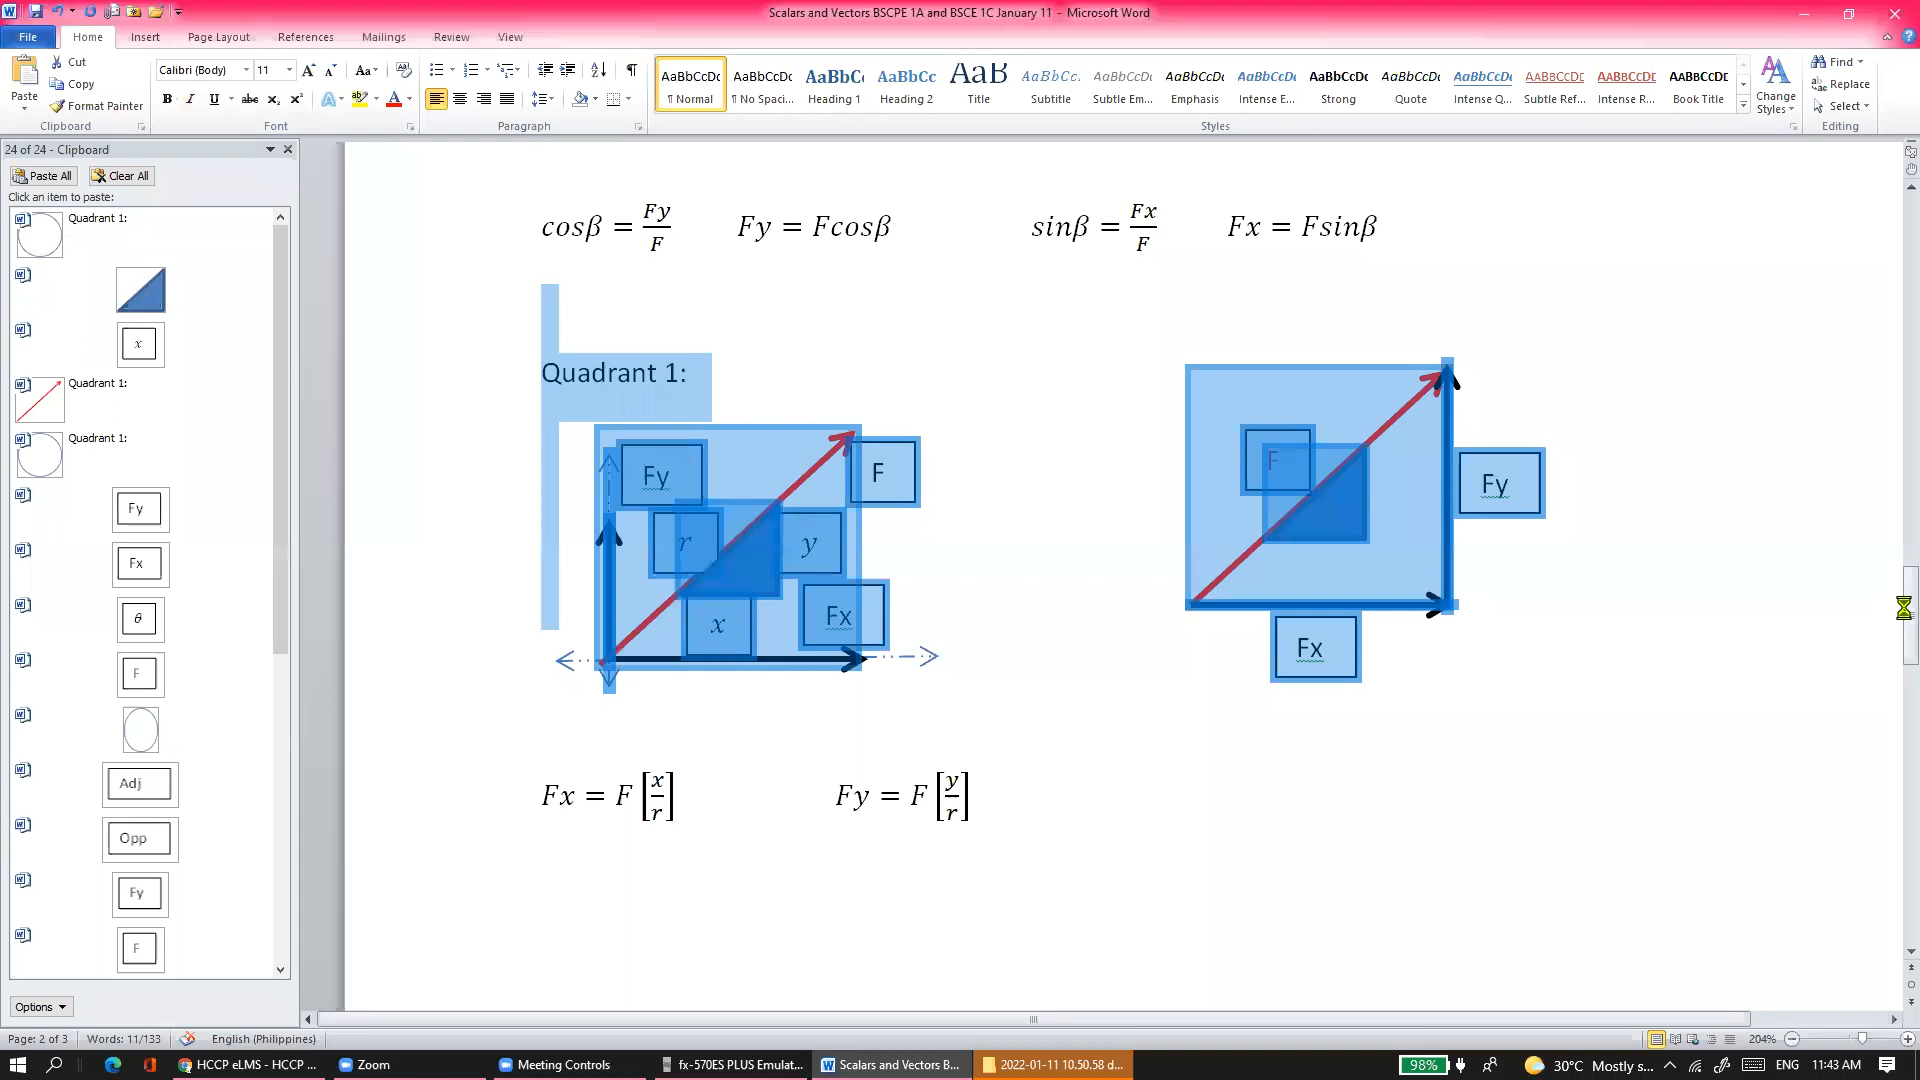 Scalars and Vectors BSCPE 1A and BSCE 1C January 11 - Microsoft Word
File Home Insert Page Layout References Mailings Review View
Paste Cut Copy Format Painter
Calibri (Body) 11
AaBbCcDc AaBbCcDc AaBbCc AaBbCc AaB AaBbCc. AaBbCcDc AaBbCcDc AaBbCcDc AaBbCcDc AaBbCcDc AaBbCcDc AaBbCcDc AaBbCcDc AaBbCcDc
¶ Normal ¶ No Spaci... Heading 1 Heading 2 Title Subtitle Subtle Em... Emphasis Intense E... Strong Quote Intense Q... Subtle Ref... Intense R... Book Title
Change Styles
Find Replace Select
Clipboard Font Paragraph Styles Editing
24 of 24 - Clipboard
Paste All Clear All
Click an item to paste:
Quadrant 1:
x
Quadrant 1:
Quadrant 1:
Fy
Fx
θ
F
Adj
Opp
Fy
F
Options
cosβ = Fy/F Fy = Fcosβ sinβ = Fx/F Fx = Fsinβ
Quadrant 1:
Fy F
r y
x Fx
F Fy
Fx
Fx = F [x/r] Fy = F [y/r]
Page: 2 of 3 Words: 11/133 English (Philippines) 204%
HCCP eLMS - HCCP ... Zoom Meeting Controls fx-570ES PLUS Emulat... Scalars and Vectors B... 2022-01-11 10.50.58 d... 98% 30°C Mostly s... ENG 11:43 AM